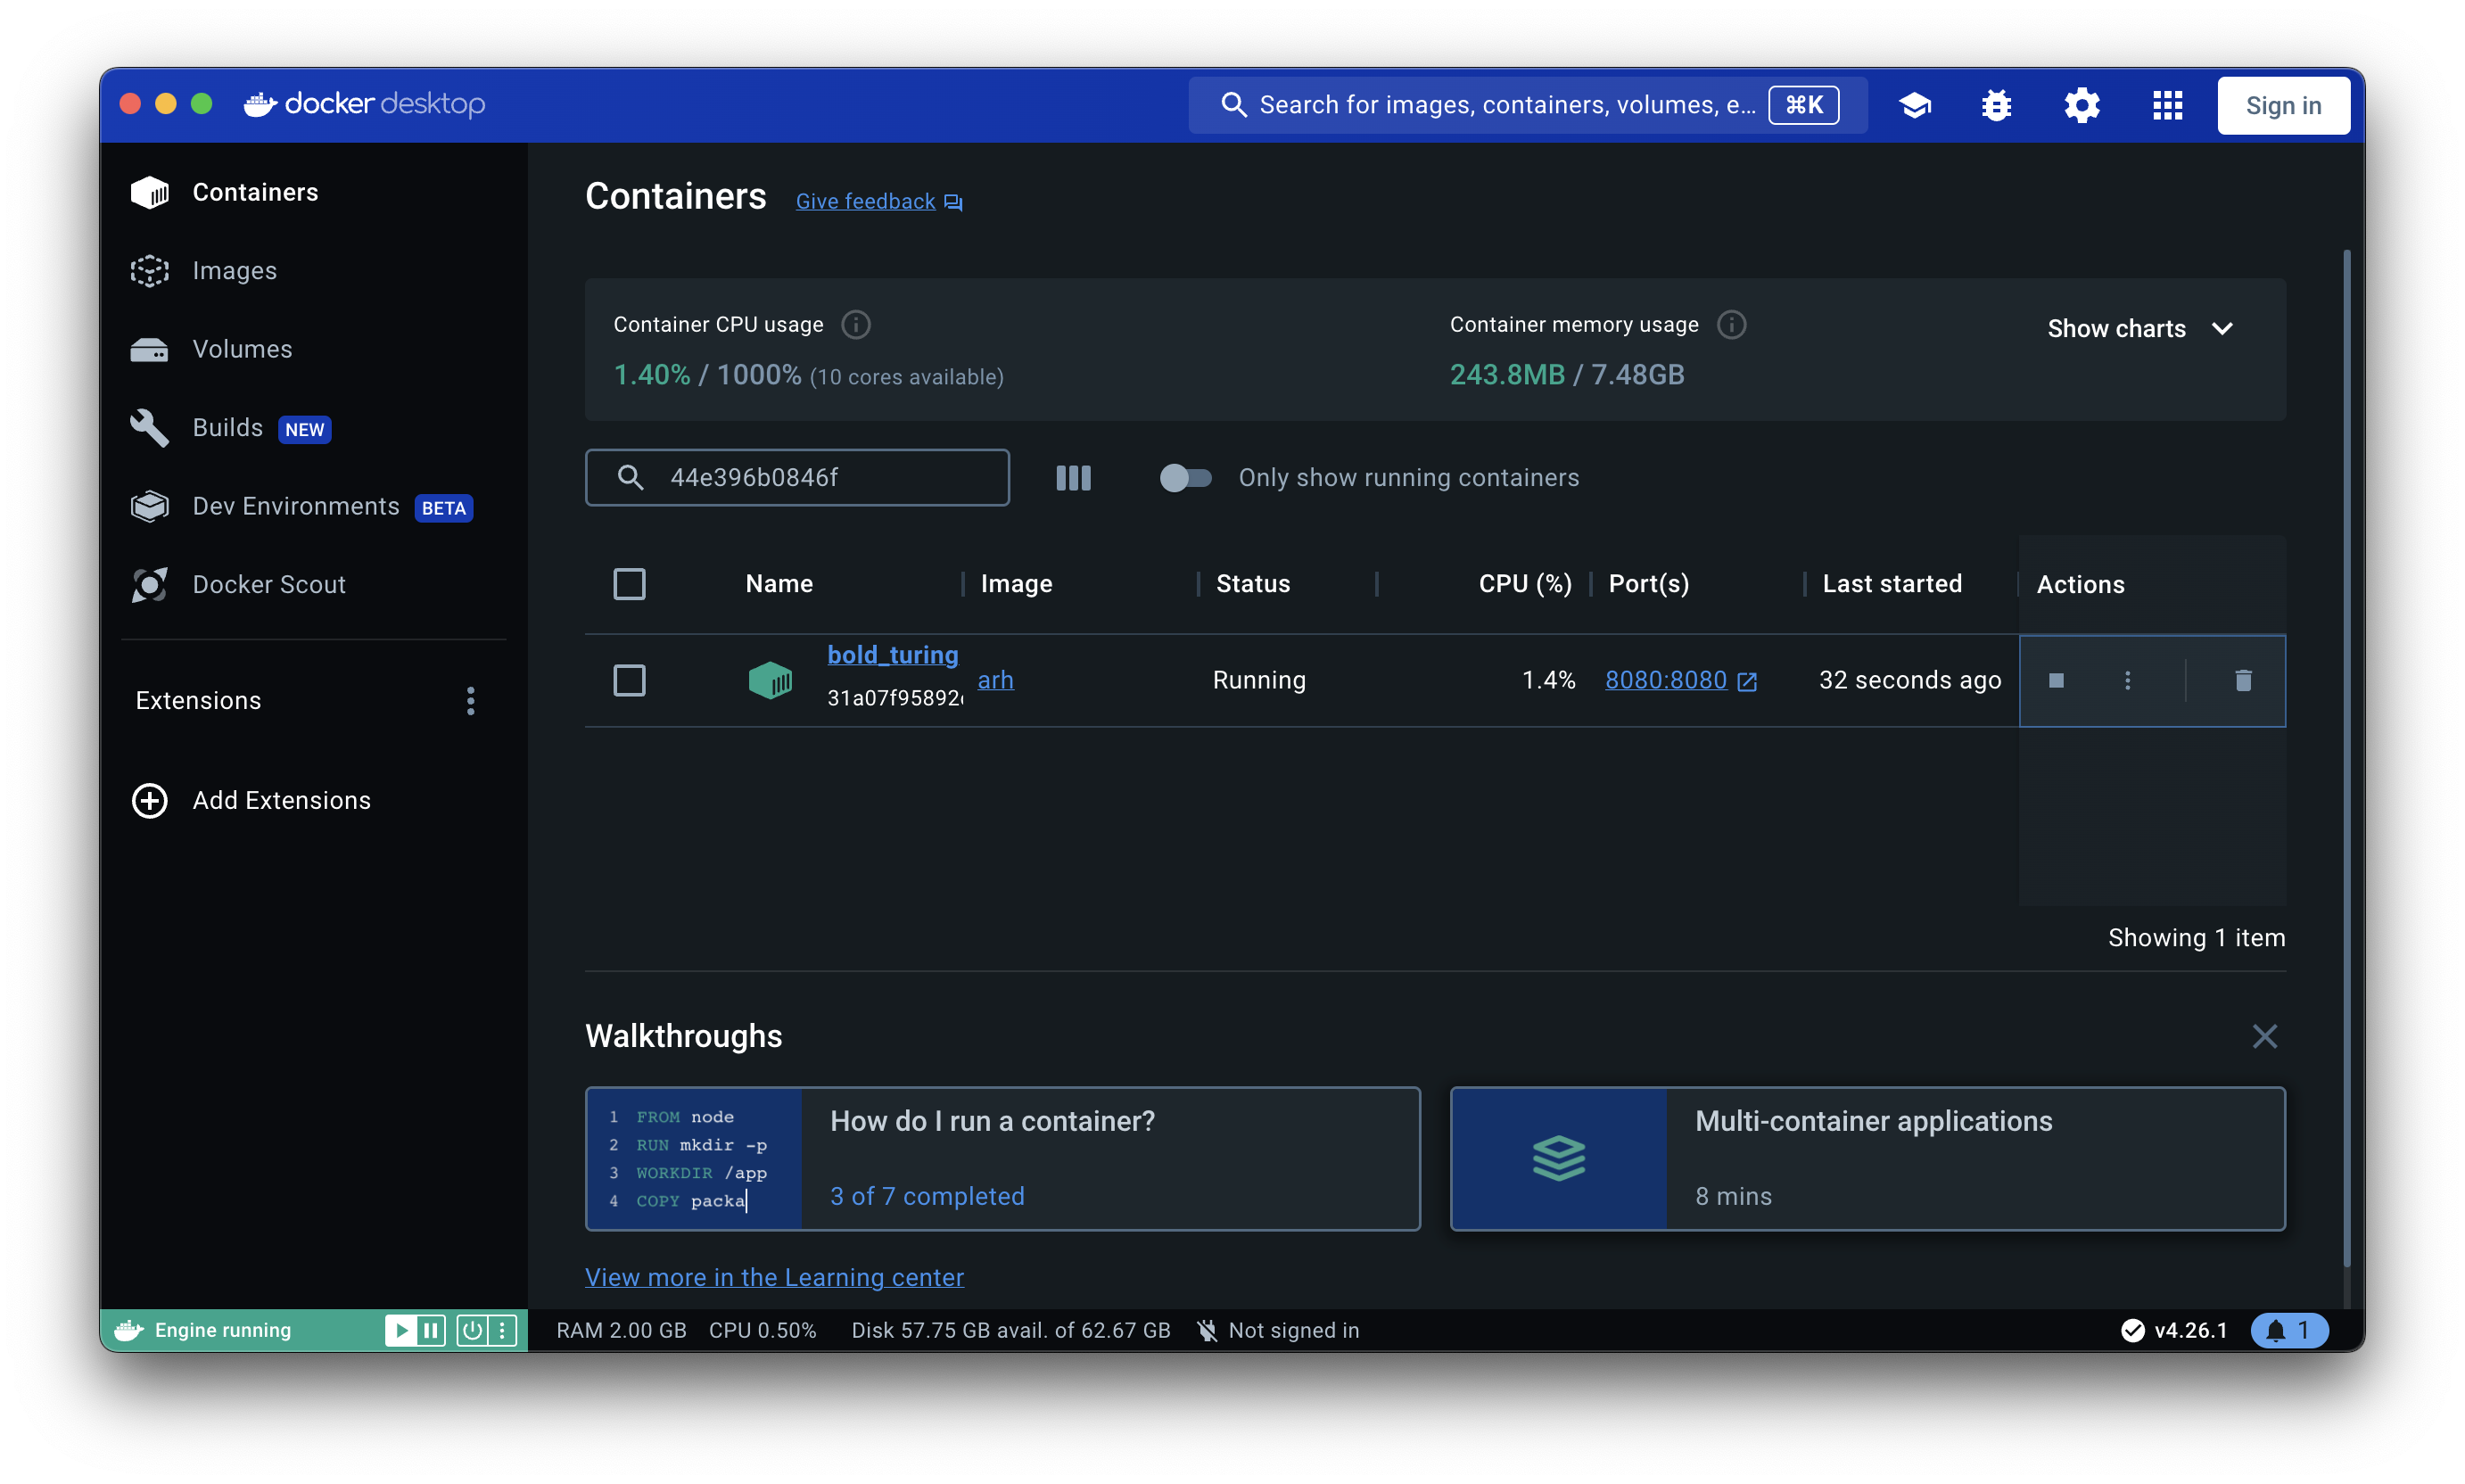 docker desktop
Search for images, containers, volumes, e... ⌘K
Sign in
Containers
Images
Volumes
Builds NEW
Dev Environments BETA
Docker Scout
Extensions
Add Extensions
Containers Give feedback
Container CPU usage
1.40% / 1000% (10 cores available)
Container memory usage
243.8MB / 7.48GB
Show charts
44e396b0846f
Only show running containers
Name Image Status CPU (%) Port(s) Last started Actions
bold_turing
31a07f95892
arh Running 1.4% 8080:8080 32 seconds ago
Showing 1 item
Walkthroughs
1 FROM node
2 RUN mkdir -p
3 WORKDIR /app
4 COPY packa
How do I run a container?
3 of 7 completed
Multi-container applications
8 mins
View more in the Learning center
Engine running
RAM 2.00 GB CPU 0.50% Disk 57.75 GB avail. of 62.67 GB Not signed in
v4.26.1
1